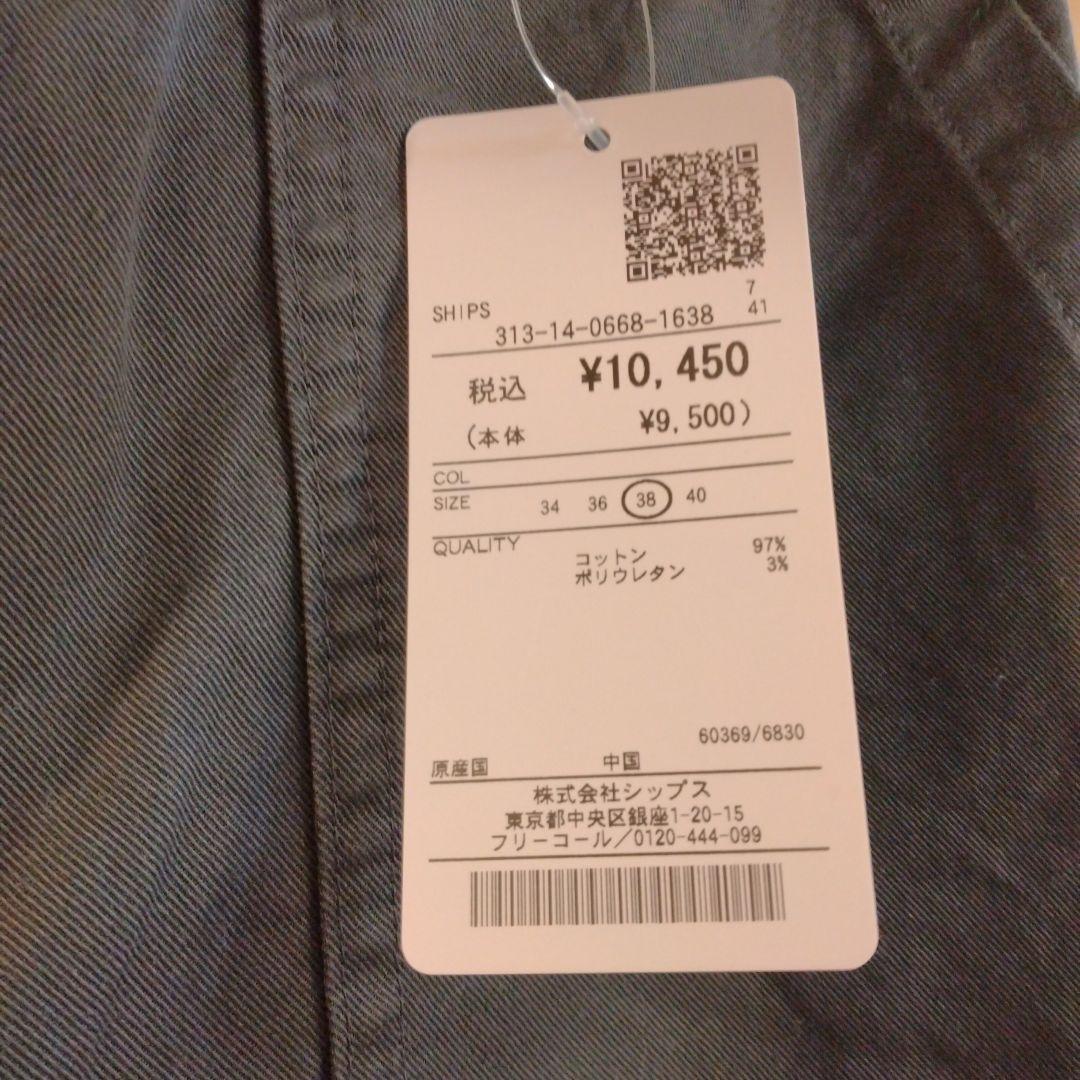 SHIPS
7
313-14-0668-1638 41
税込 ¥10,450
(本体 ¥9,500)
COL
SIZE 34 36 38 40
QUALITY
コットン 97%
ポリウレタン 3%
60369/6830
原産国 中国
株式会社シップス
東京都中央区銀座1-20-15
フリーコール/0120-444-099